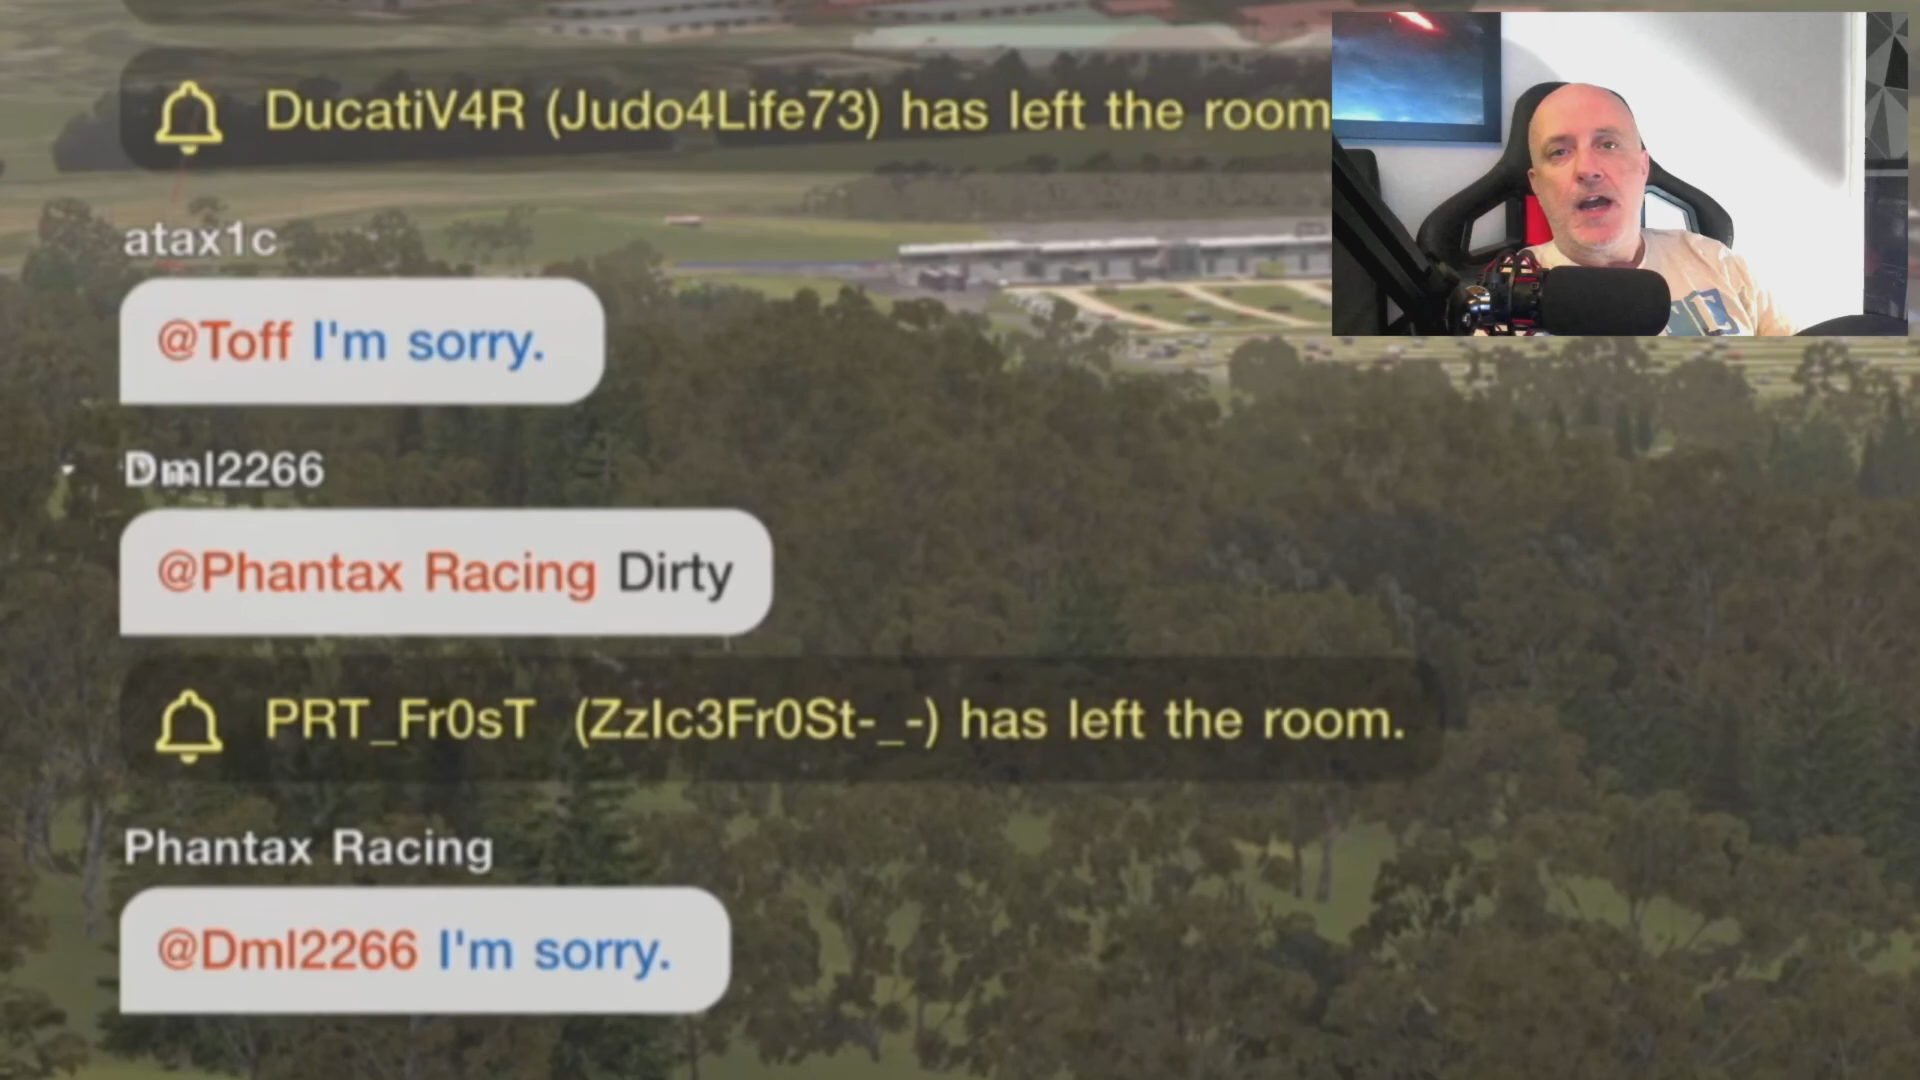 DucatiV4R (Judo4Life73) has left the room
atax1c
@Toff I'm sorry.
Dml2266
@Phantax Racing Dirty
PRT_Fr0sT (ZzIc3Fr0St-_-) has left the room.
Phantax Racing
@Dml2266 I'm sorry.